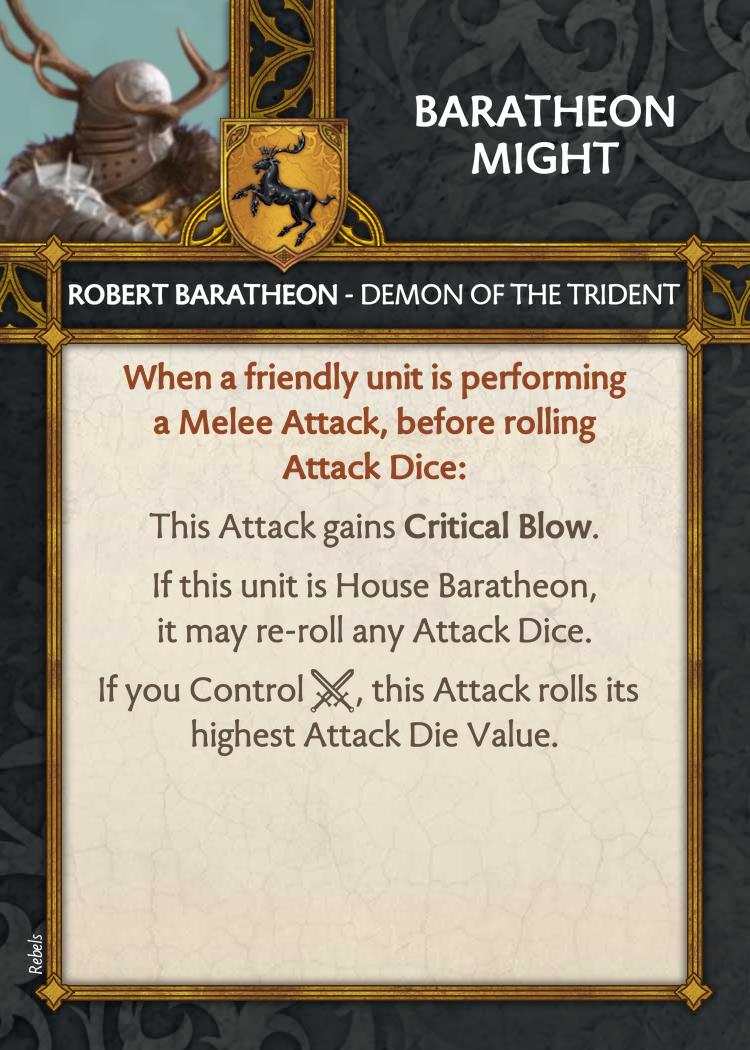 BARATHEON
MIGHT
ROBERT BARATHEON - DEMON OF THE TRIDENT
When a friendly unit is performing
a Melee Attack, before rolling
Attack Dice:
This Attack gains Critical Blow.
If this unit is House Baratheon,
it may re-roll any Attack Dice.
If you Control , this Attack rolls its
highest Attack Die Value.
Rebels